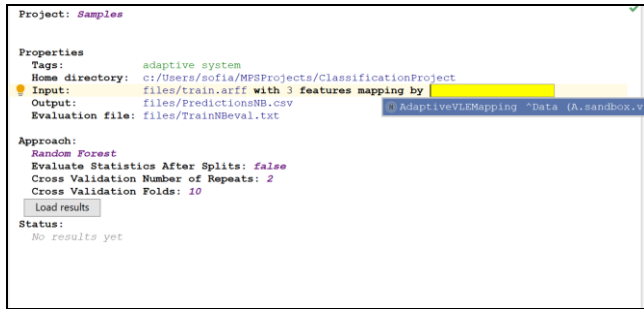 Project: Samples
Properties
Tags: adaptive system
Home directory: c:/Users/sofia/MPSProjects/ClassificationProject
Input: files/train.arff with 3 features mapping by
Output: files/PredictionsNB.csv
AdaptiveVLEMapping ^Data (A.sandbox.v
Evaluation file: files/TrainNBeval.txt
Approach:
Random Forest
Evaluate Statistics After Splits: false
Cross Validation Number of Repeats: 2
Cross Validation Folds: 10
Load results
Status:
No results yet